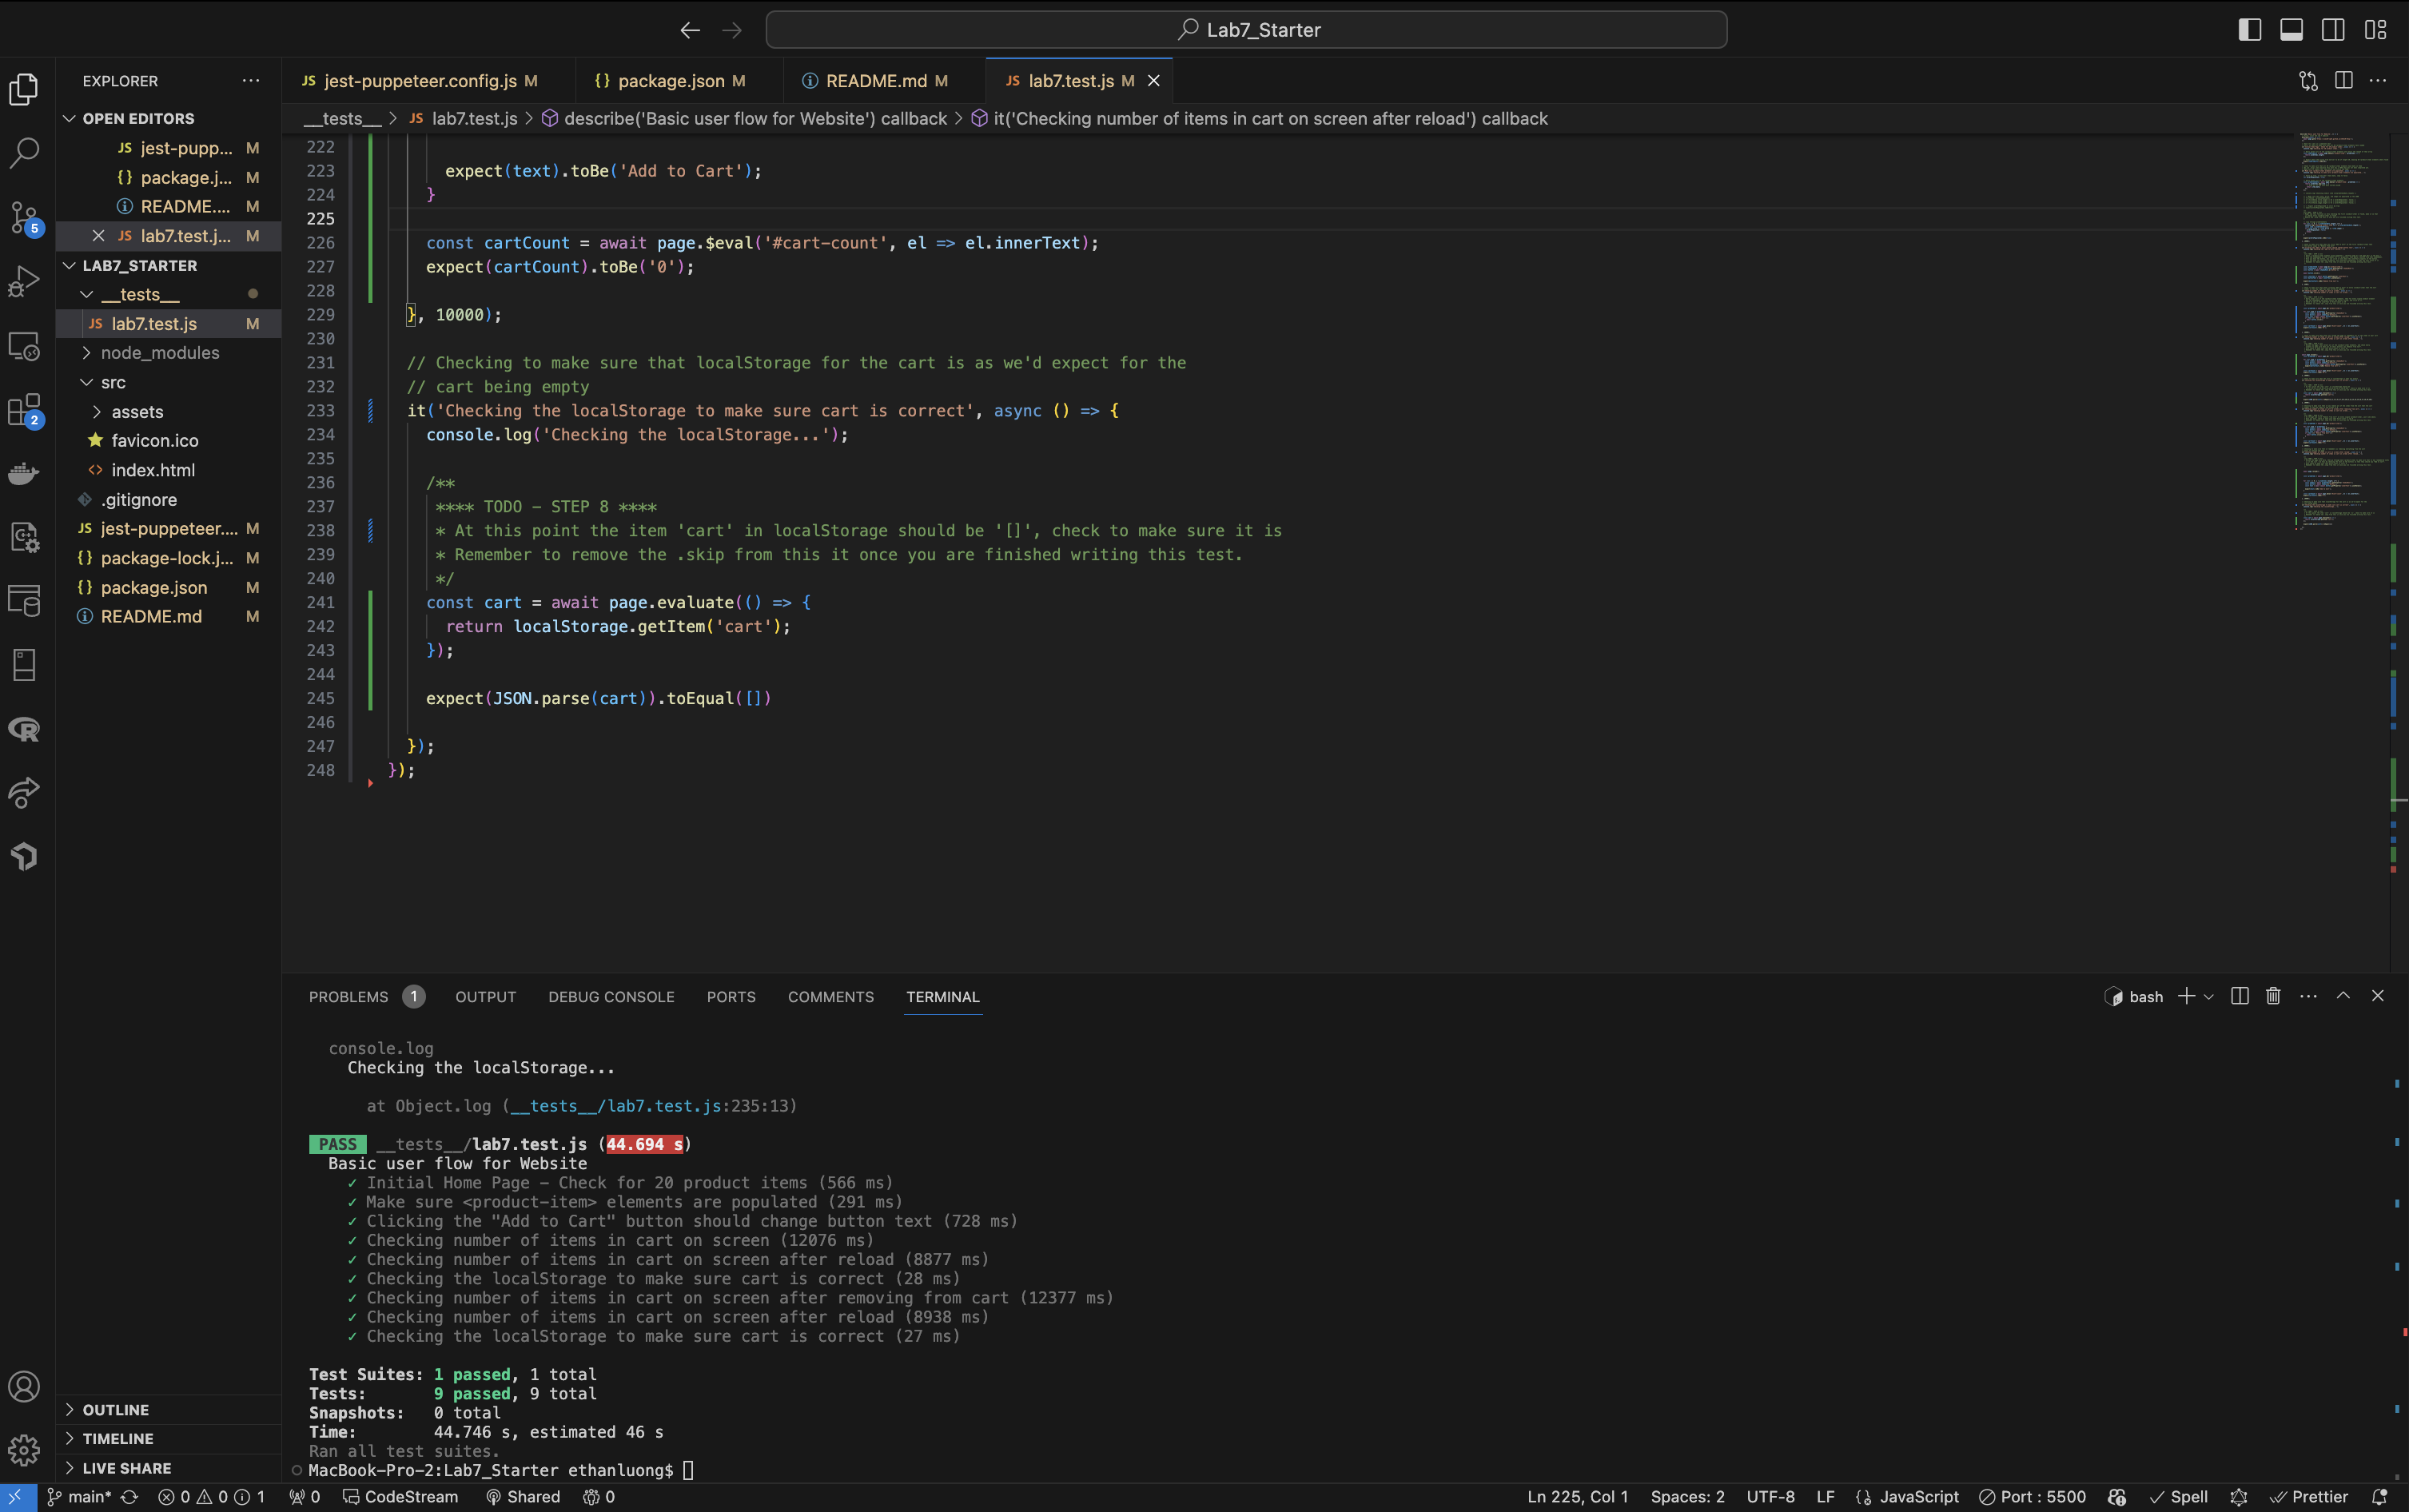 Lab7_Starter
EXPLORER
OPEN EDITORS
JS jest-pupp... M
{} package.j... M
README.... M
JS lab7.test.j... M
LAB7_STARTER
__tests__
JS lab7.test.js M
node_modules
src
assets
favicon.ico
<> index.html
.gitignore
JS jest-puppeteer.... M
{} package-lock.j... M
{} package.json M
README.md M
OUTLINE
TIMELINE
LIVE SHARE
5
2
JS jest-puppeteer.config.js M
{} package.json M
README.md M
JS lab7.test.js M
__tests__ > JS lab7.test.js > describe('Basic user flow for Website') callback > it('Checking number of items in cart on screen after reload') callback
222
223 expect(text).toBe('Add to Cart');
224 }
225
226 const cartCount = await page.$eval('#cart-count', el => el.innerText);
227 expect(cartCount).toBe('0');
228
229 }, 10000);
230
231 // Checking to make sure that localStorage for the cart is as we'd expect for the
232 // cart being empty
233 it('Checking the localStorage to make sure cart is correct', async () => {
234 console.log('Checking the localStorage...');
235
236 /**
237 **** TODO - STEP 8 ****
238 * At this point the item 'cart' in localStorage should be '[]', check to make sure it is
239 * Remember to remove the .skip from this it once you are finished writing this test.
240 */
241 const cart = await page.evaluate(() => {
242 return localStorage.getItem('cart');
243 });
244
245 expect(JSON.parse(cart)).toEqual([])
246
247 });
248 });
PROBLEMS 1 OUTPUT DEBUG CONSOLE PORTS COMMENTS TERMINAL
bash
console.log
Checking the localStorage...
at Object.log (__tests__/lab7.test.js:235:13)
PASS __tests__/lab7.test.js (44.694 s)
Basic user flow for Website
✓ Initial Home Page - Check for 20 product items (566 ms)
✓ Make sure <product-item> elements are populated (291 ms)
✓ Clicking the "Add to Cart" button should change button text (728 ms)
✓ Checking number of items in cart on screen (12076 ms)
✓ Checking number of items in cart on screen after reload (8877 ms)
✓ Checking the localStorage to make sure cart is correct (28 ms)
✓ Checking number of items in cart on screen after removing from cart (12377 ms)
✓ Checking number of items in cart on screen after reload (8938 ms)
✓ Checking the localStorage to make sure cart is correct (27 ms)
Test Suites: 1 passed, 1 total
Tests: 9 passed, 9 total
Snapshots: 0 total
Time: 44.746 s, estimated 46 s
Ran all test suites.
MacBook-Pro-2:Lab7_Starter ethanluong$
main* 0 0 1 0 CodeStream Shared 0
Ln 225, Col 1 Spaces: 2 UTF-8 LF {} JavaScript Port : 5500 Spell Prettier